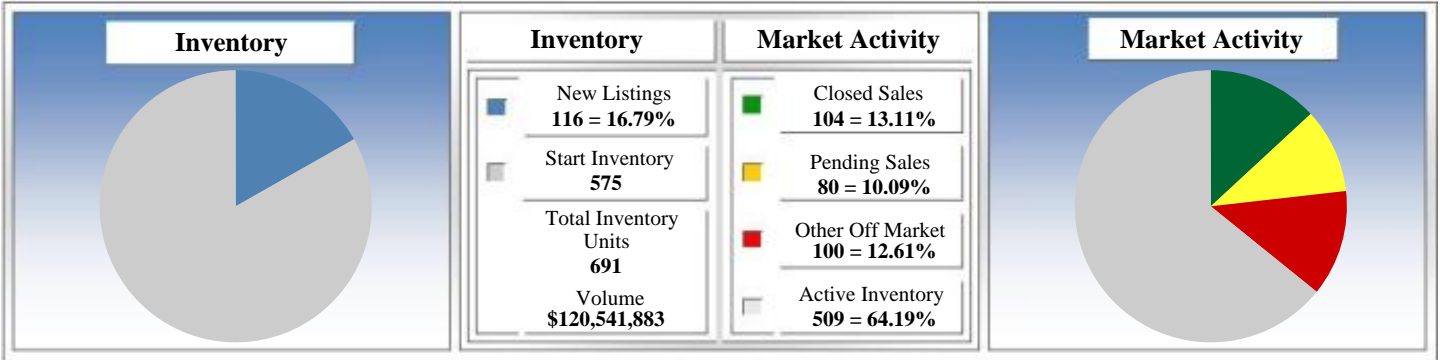 Inventory
Inventory
Market Activity
New Listings
116 = 16.79%
Start Inventory
575
Total Inventory
Units
691
Volume
$120,541,883
Closed Sales
104 = 13.11%
Pending Sales
80 = 10.09%
Other Off Market
100 = 12.61%
Active Inventory
509 = 64.19%
Market Activity